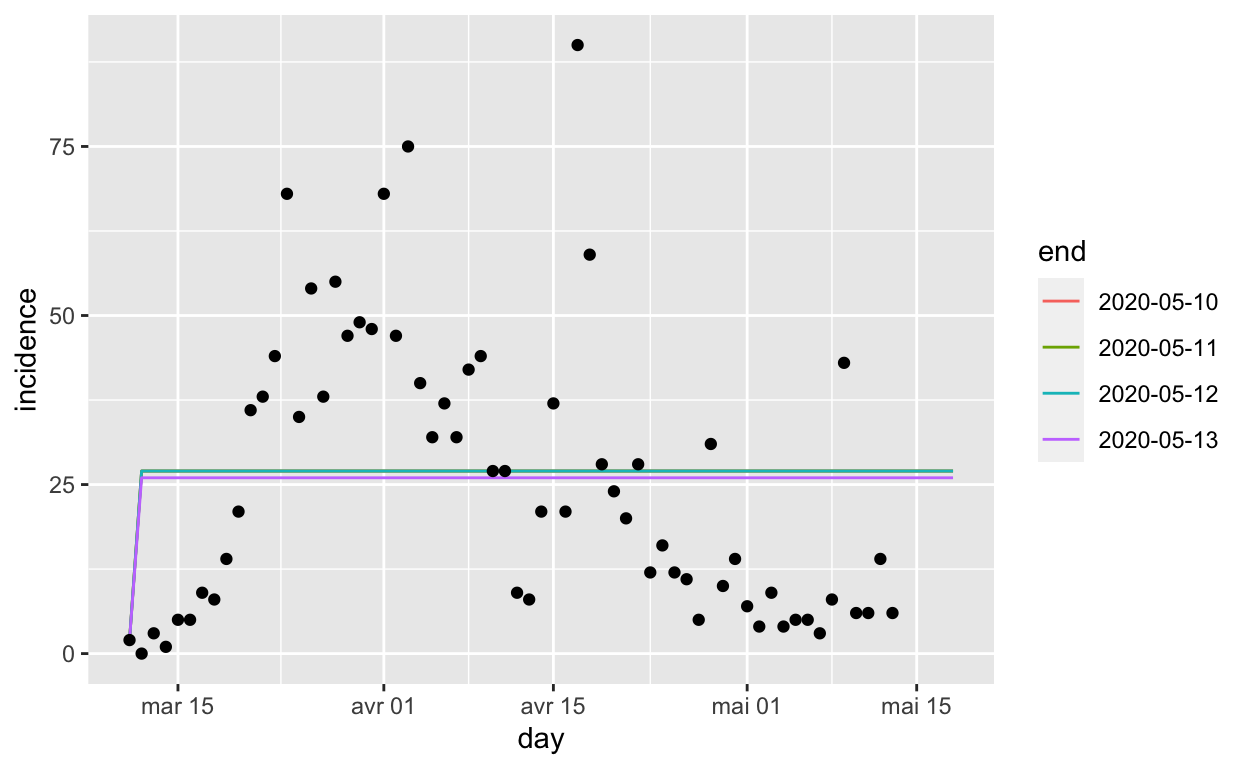 75
50
25
0
incidence
mar 15
avr 01
avr 15
mai 01
mai 15
day
end
2020-05-10
2020-05-11
2020-05-12
2020-05-13